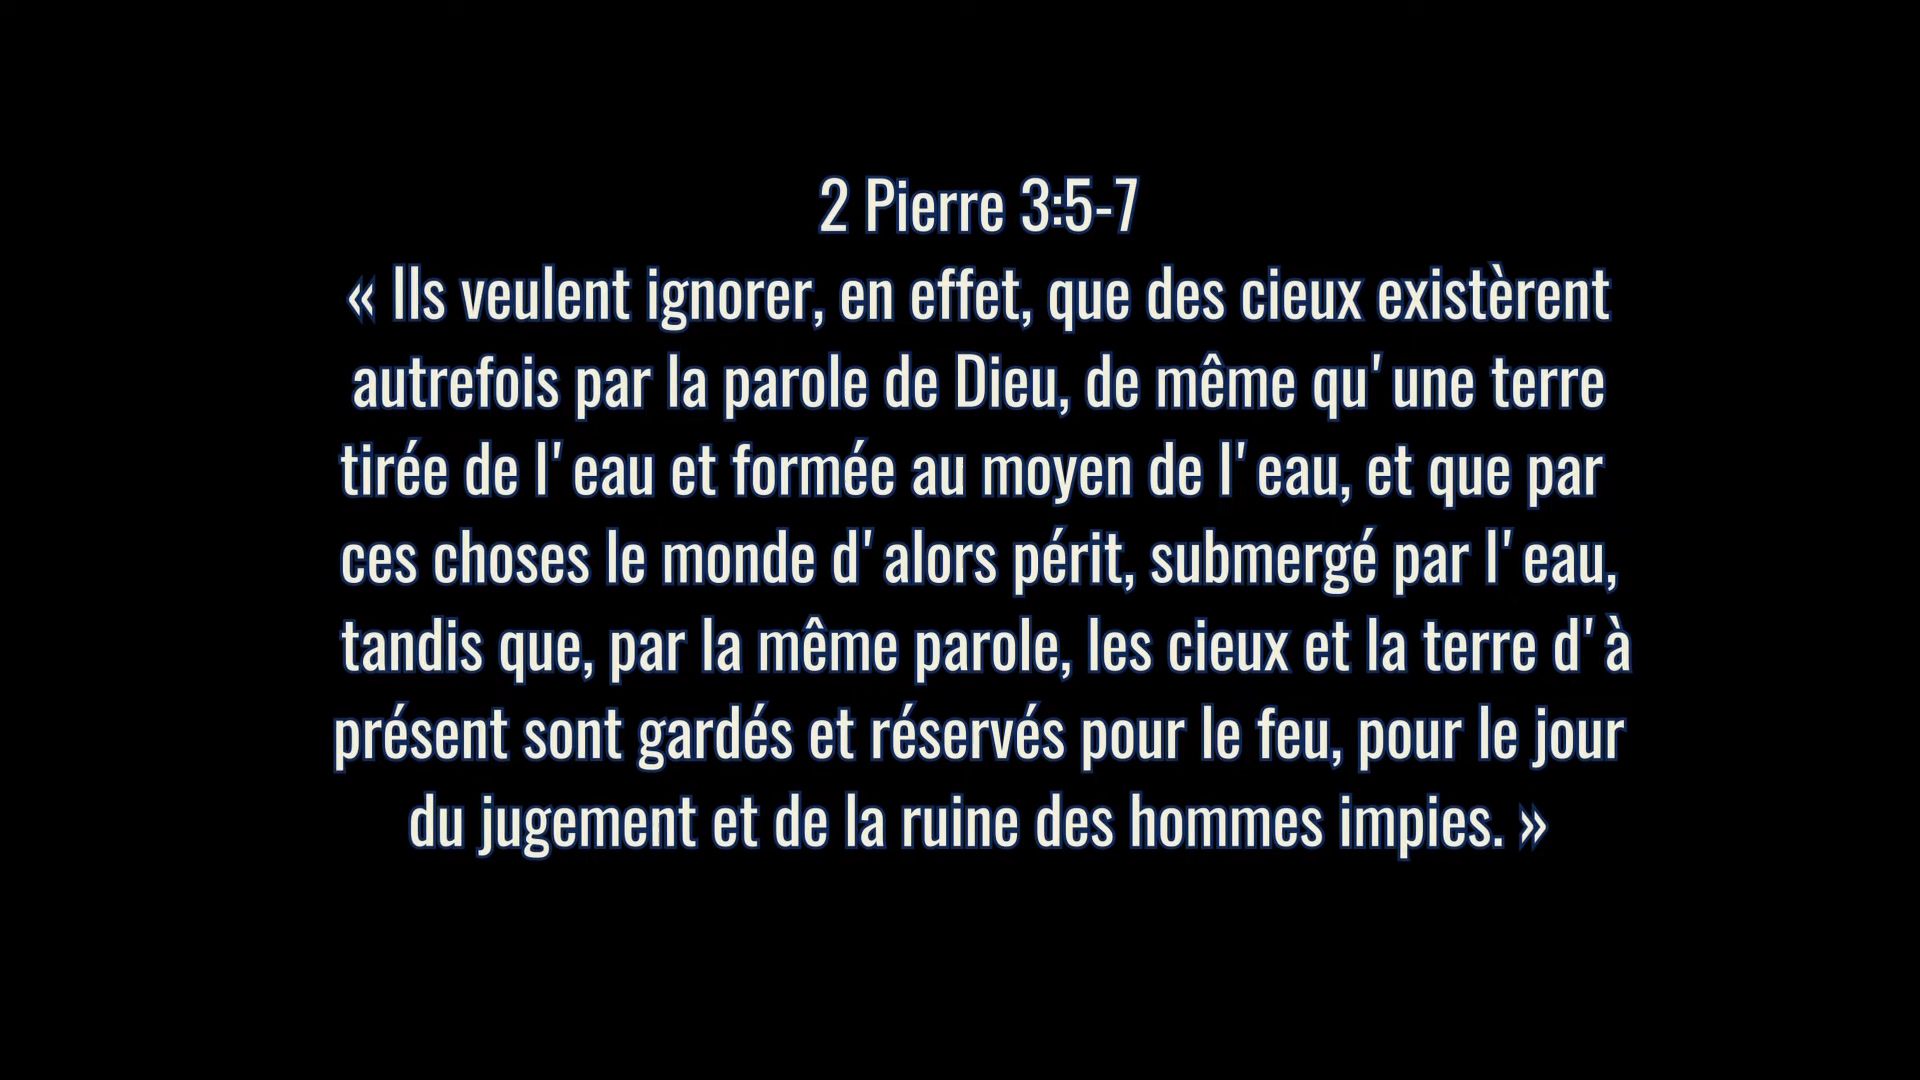 2 Pierre 3:5-7
« Ils veulent ignorer, en effet, que des cieux existèrent
autrefois par la parole de Dieu, de même qu'une terre
tirée de l'eau et formée au moyen de l'eau, et que par
ces choses le monde d'alors périt, submergé par l'eau,
tandis que, par la même parole, les cieux et la terre d'à
présent sont gardés et réservés pour le feu, pour le jour
du jugement et de la ruine des hommes impies. »